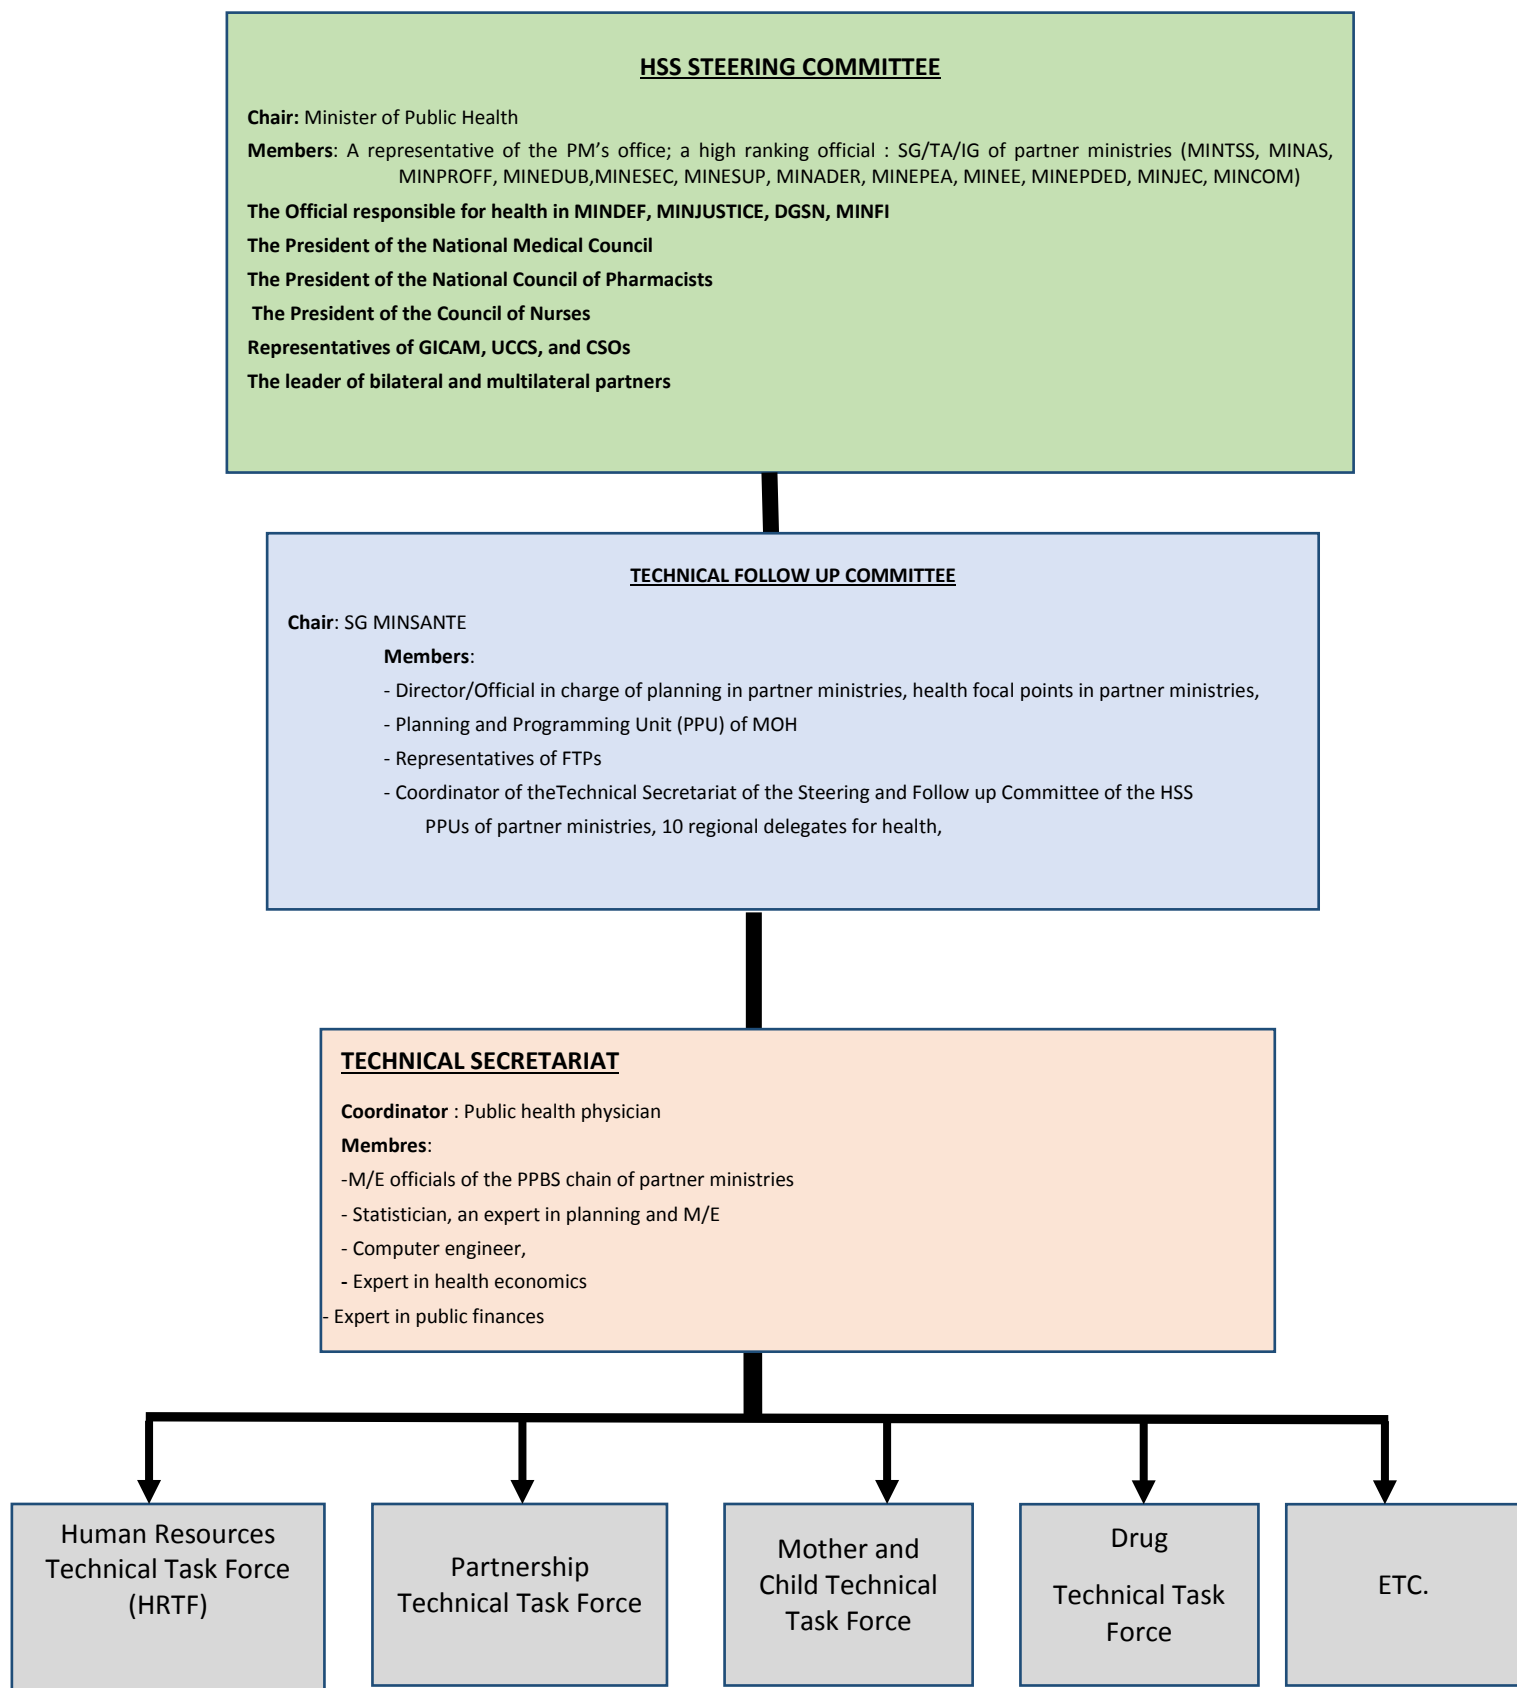 HSS STEERING COMMITTEE
Chair: Minister of Public Health
Members: A representative of the PM's office; a high ranking official : SG/TA/IG of partner ministries (MINTSS, MINAS,
MINPROFF, MINEDUB,MINESEC, MINESUP, MINADER, MINEPEA, MINEE, MINEPDED, MINJEC, MINCOM)
The Official responsible for health in MINDEF, MINJUSTICE, DGSN, MINFI
The President of the National Medical Council
The President of the National Council of Pharmacists
The President of the Council of Nurses
Representatives of GICAM, UCCS, and CSOs
The leader of bilateral and multilateral partners
TECHNICAL FOLLOW UP COMMITTEE
Chair: SG MINSANTE
Members:
- Director/Official in charge of planning in partner ministries, health focal points in partner ministries,
- Planning and Programming Unit (PPU) of MOH
- Representatives of FTPs
- Coordinator of theTechnical Secretariat of the Steering and Follow up Committee of the HSS
PPUs of partner ministries, 10 regional delegates for health,
TECHNICAL SECRETARIAT
Coordinator : Public health physician
Membres:
-M/E officials of the PPBS chain of partner ministries
- Statistician, an expert in planning and M/E
- Computer engineer,
- Expert in health economics
- Expert in public finances
Human Resources
Technical Task Force
(HRTF)
Partnership
Technical Task Force
Mother and
Child Technical
Task Force
Drug
Technical Task
Force
ETC.